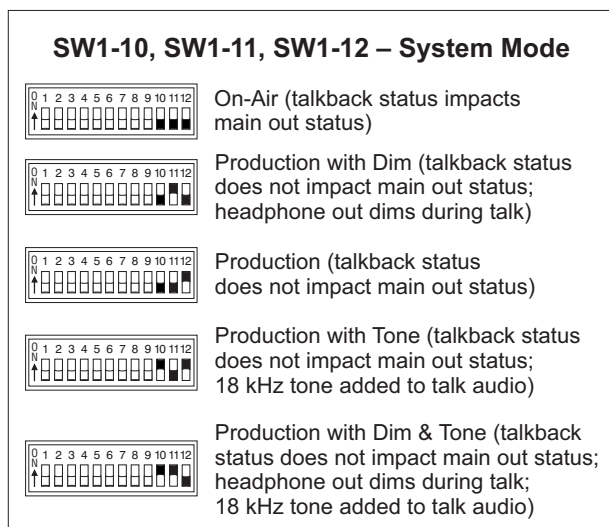 SW1-10, SW1-11, SW1-12 – System Mode
ON 1 2 3 4 5 6 7 8 9 10 11 12
On-Air (talkback status impacts
main out status)
ON 1 2 3 4 5 6 7 8 9 10 11 12
Production with Dim (talkback status
does not impact main out status;
headphone out dims during talk)
ON 1 2 3 4 5 6 7 8 9 10 11 12
Production (talkback status
does not impact main out status)
ON 1 2 3 4 5 6 7 8 9 10 11 12
Production with Tone (talkback status
does not impact main out status;
18 kHz tone added to talk audio)
ON 1 2 3 4 5 6 7 8 9 10 11 12
Production with Dim & Tone (talkback
status does not impact main out status;
headphone out dims during talk;
18 kHz tone added to talk audio)